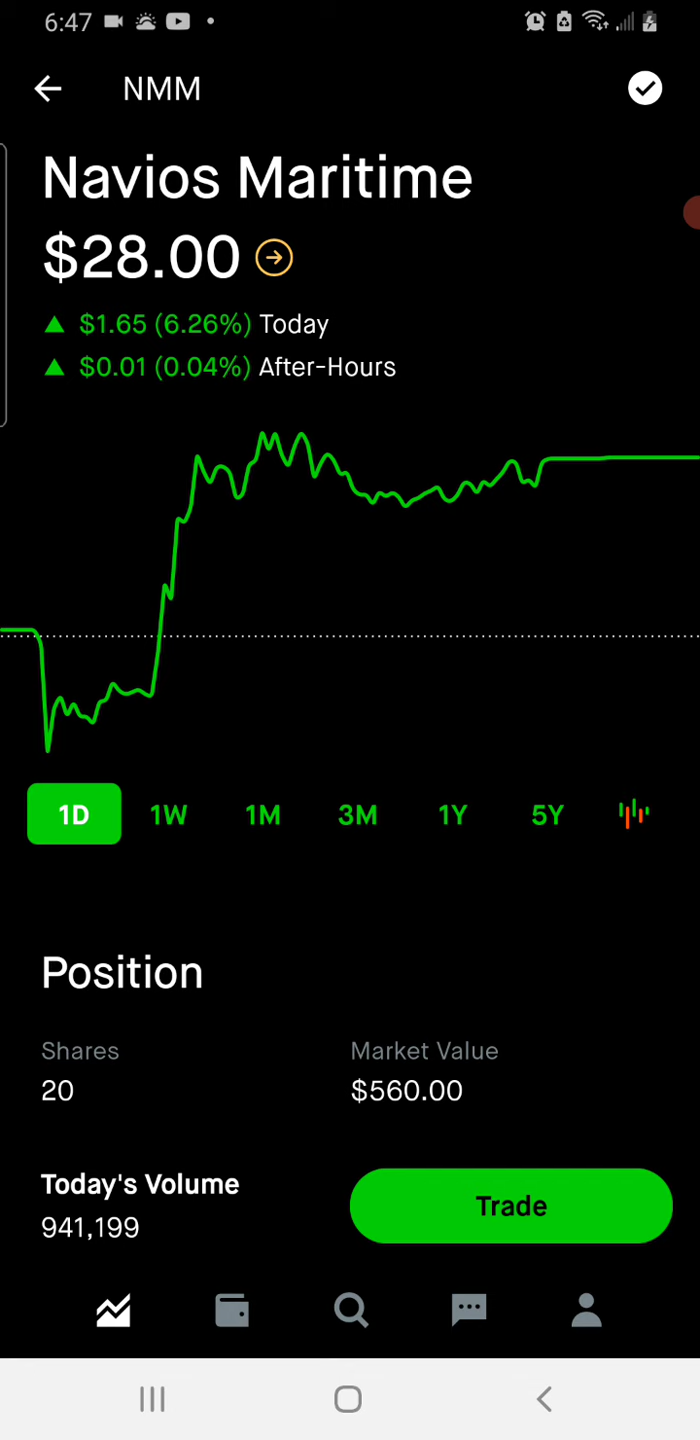 6:47
NMM
Navios Maritime
$28.00
$1.65 (6.26%) Today
$0.01 (0.04%) After-Hours
1D 1W 1M 3M 1Y 5Y
Position
Shares Market Value
20 $560.00
Today's Volume
941,199
Trade